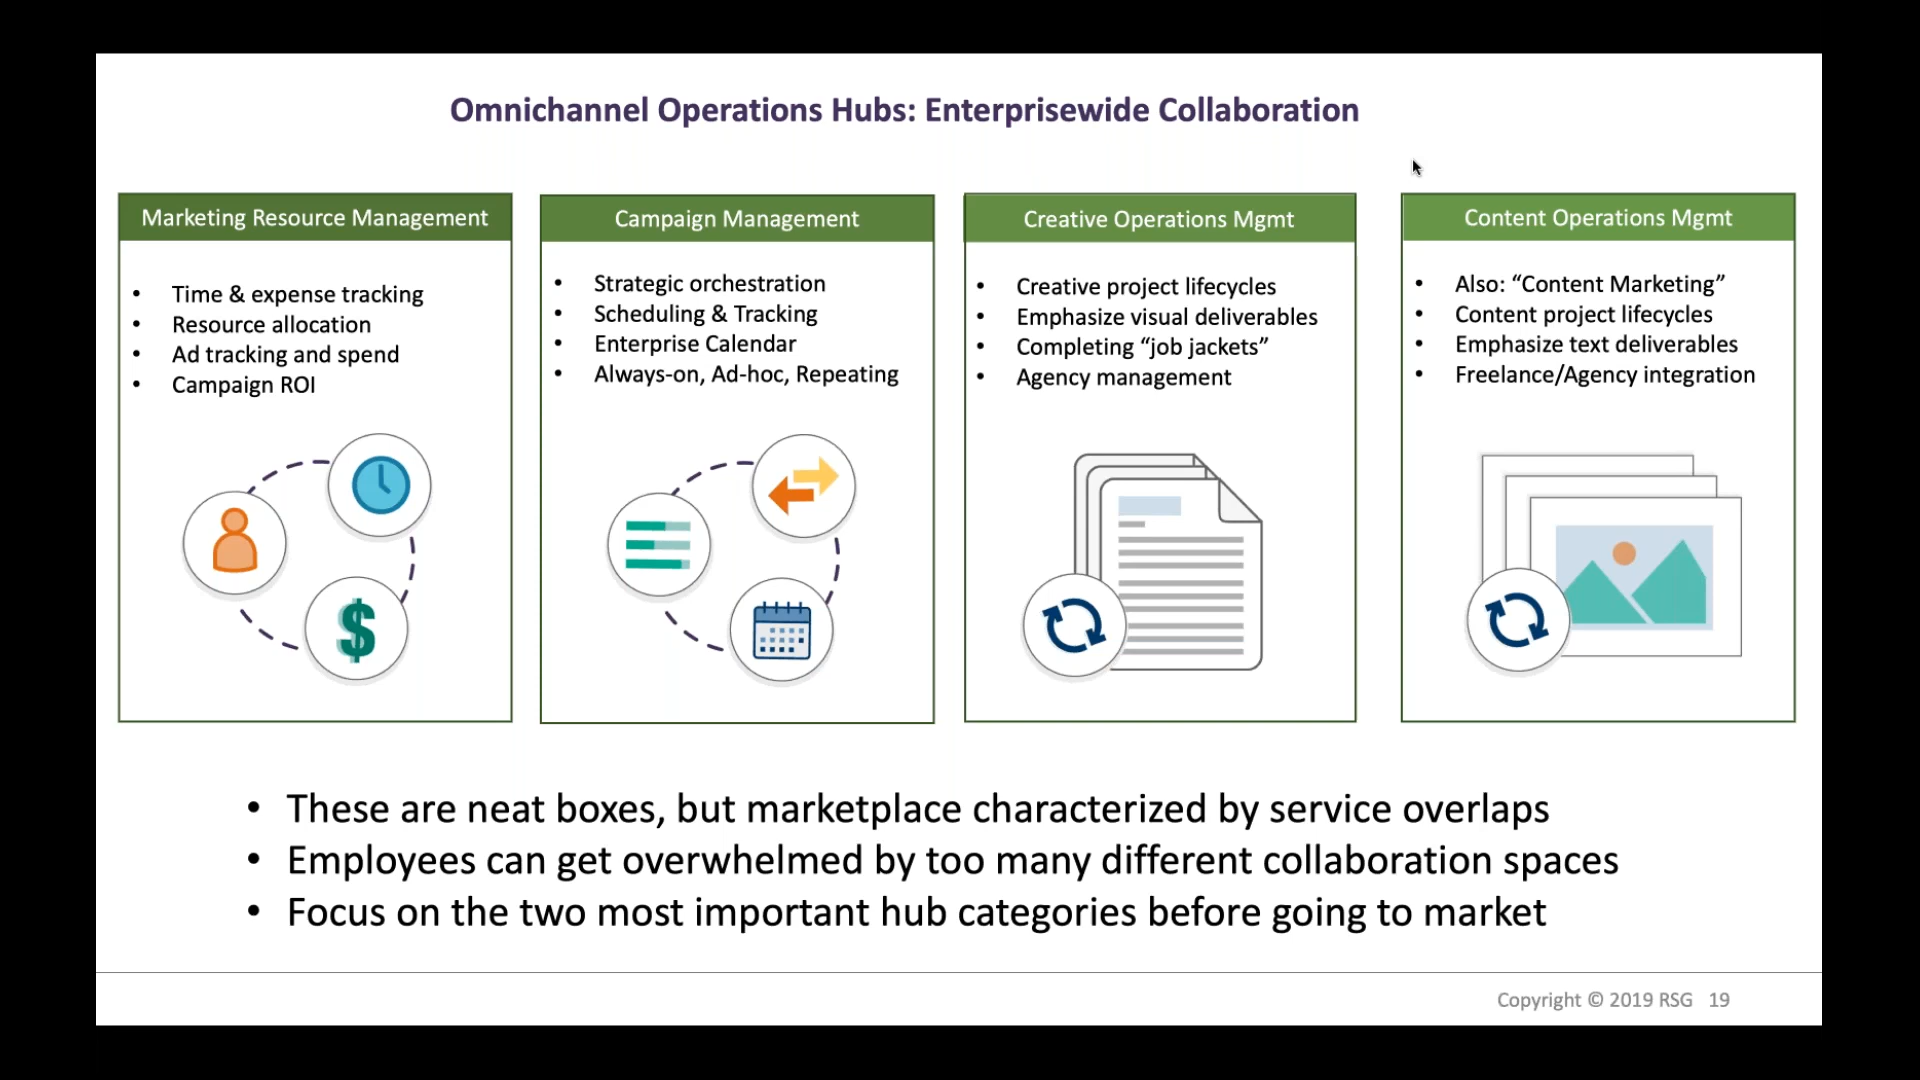 Omnichannel Operations Hubs: Enterprisewide Collaboration
Marketing Resource Management
• Time & expense tracking
• Resource allocation
• Ad tracking and spend
• Campaign ROI
Campaign Management
• Strategic orchestration
• Scheduling & Tracking
• Enterprise Calendar
• Always-on, Ad-hoc, Repeating
Creative Operations Mgmt
• Creative project lifecycles
• Emphasize visual deliverables
• Completing “job jackets”
• Agency management
Content Operations Mgmt
• Also: “Content Marketing”
• Content project lifecycles
• Emphasize text deliverables
• Freelance/Agency integration
$
• These are neat boxes, but marketplace characterized by service overlaps
• Employees can get overwhelmed by too many different collaboration spaces
• Focus on the two most important hub categories before going to market
Copyright © 2019 RSG 19